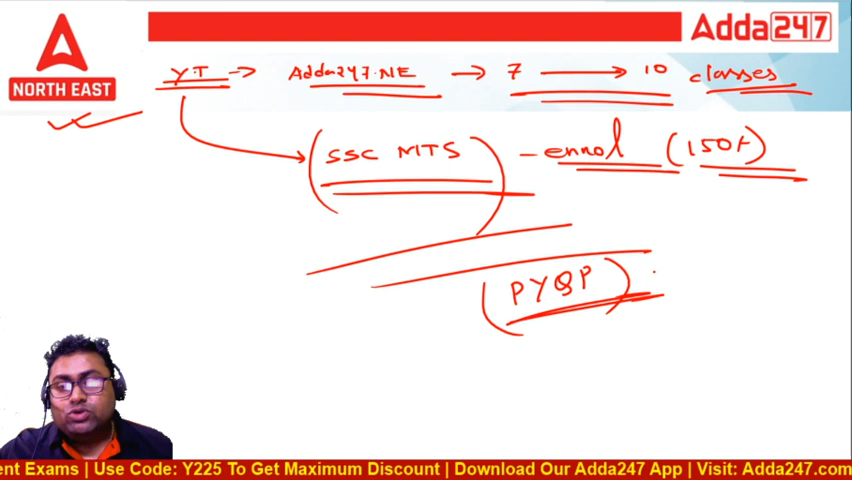 Adda247
NORTH EAST
YT → Adda247.NE → 7 → 10 classes
(SSC MTS) - ennol (150+)
(PYQP)
ent Exams | Use Code: Y225 To Get Maximum Discount | Download Our Adda247 App | Visit: Adda247.com